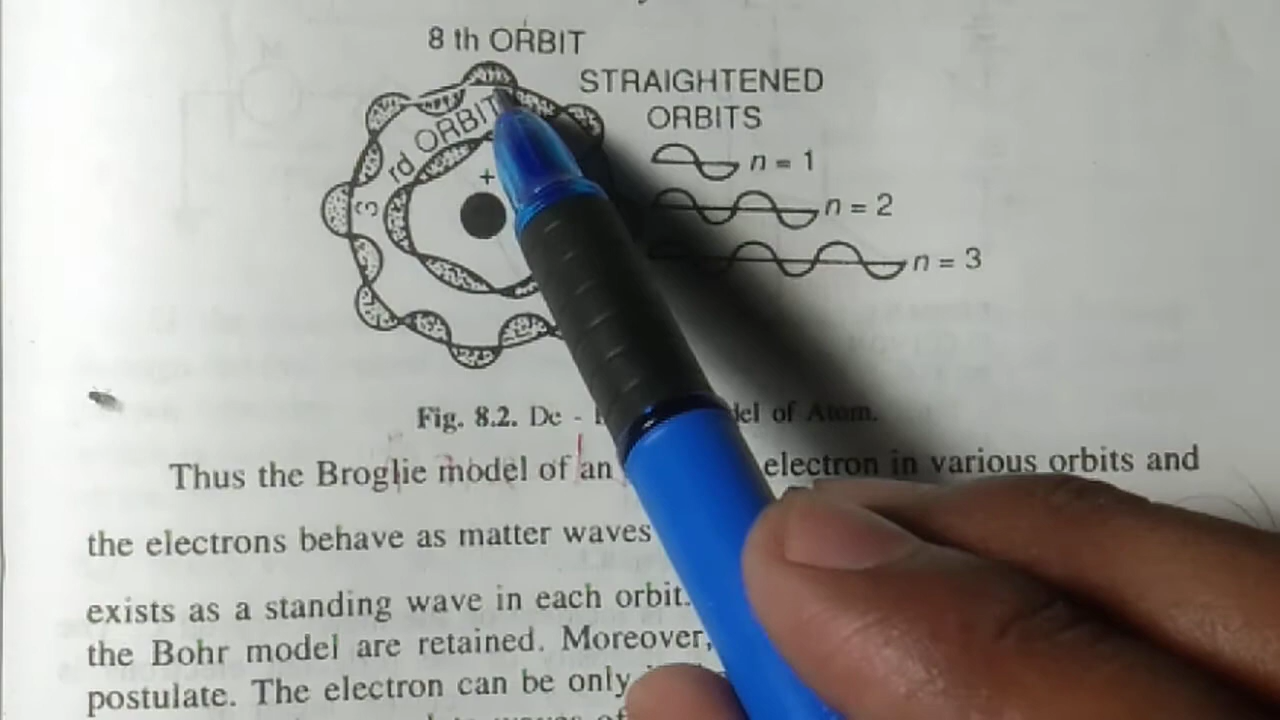 8 th ORBIT
STRAIGHTENED
ORBITS
3 rd ORBIT
+
n = 1
n = 2
n = 3
Fig. 8.2. De - of Atom.
Thus the Broglie model of an electron in various orbits and
the electrons behave as matter waves
exists as a standing wave in each orbit.
the Bohr model are retained. Moreover,
postulate. The electron can be only